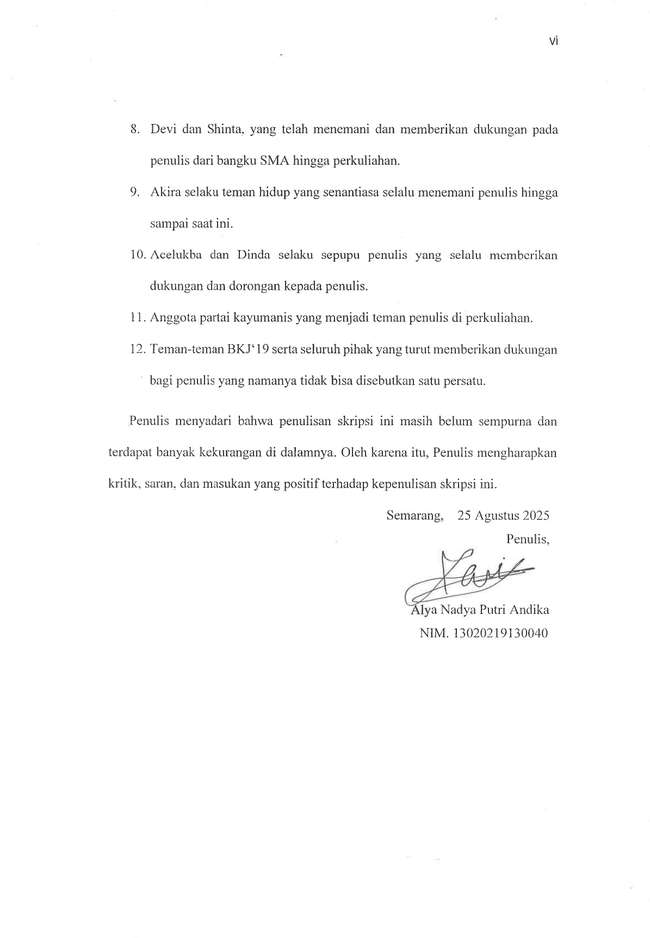 vi
8. Devi dan Shinta, yang telah menemani dan memberikan dukungan pada
penulis dari bangku SMA hingga perkuliahan.
9. Akira selaku teman hidup yang senantiasa selalu menemani penulis hingga
sampai saat ini.
10. Acelukba dan Dinda selaku sepupu penulis yang selalu memberikan
dukungan dan dorongan kepada penulis.
11. Anggota partai kayumanis yang menjadi teman penulis di perkuliahan.
12. Teman-teman BKJ‘19 serta seluruh pihak yang turut memberikan dukungan
bagi penulis yang namanya tidak bisa disebutkan satu persatu.
Penulis menyadari bahwa penulisan skripsi ini masih belum sempurna dan
terdapat banyak kekurangan di dalamnya. Oleh karena itu, Penulis mengharapkan
kritik, saran, dan masukan yang positif terhadap kepenulisan skripsi ini.
Semarang, 25 Agustus 2025
Penulis,
Alya Nadya Putri Andika
NIM. 13020219130040